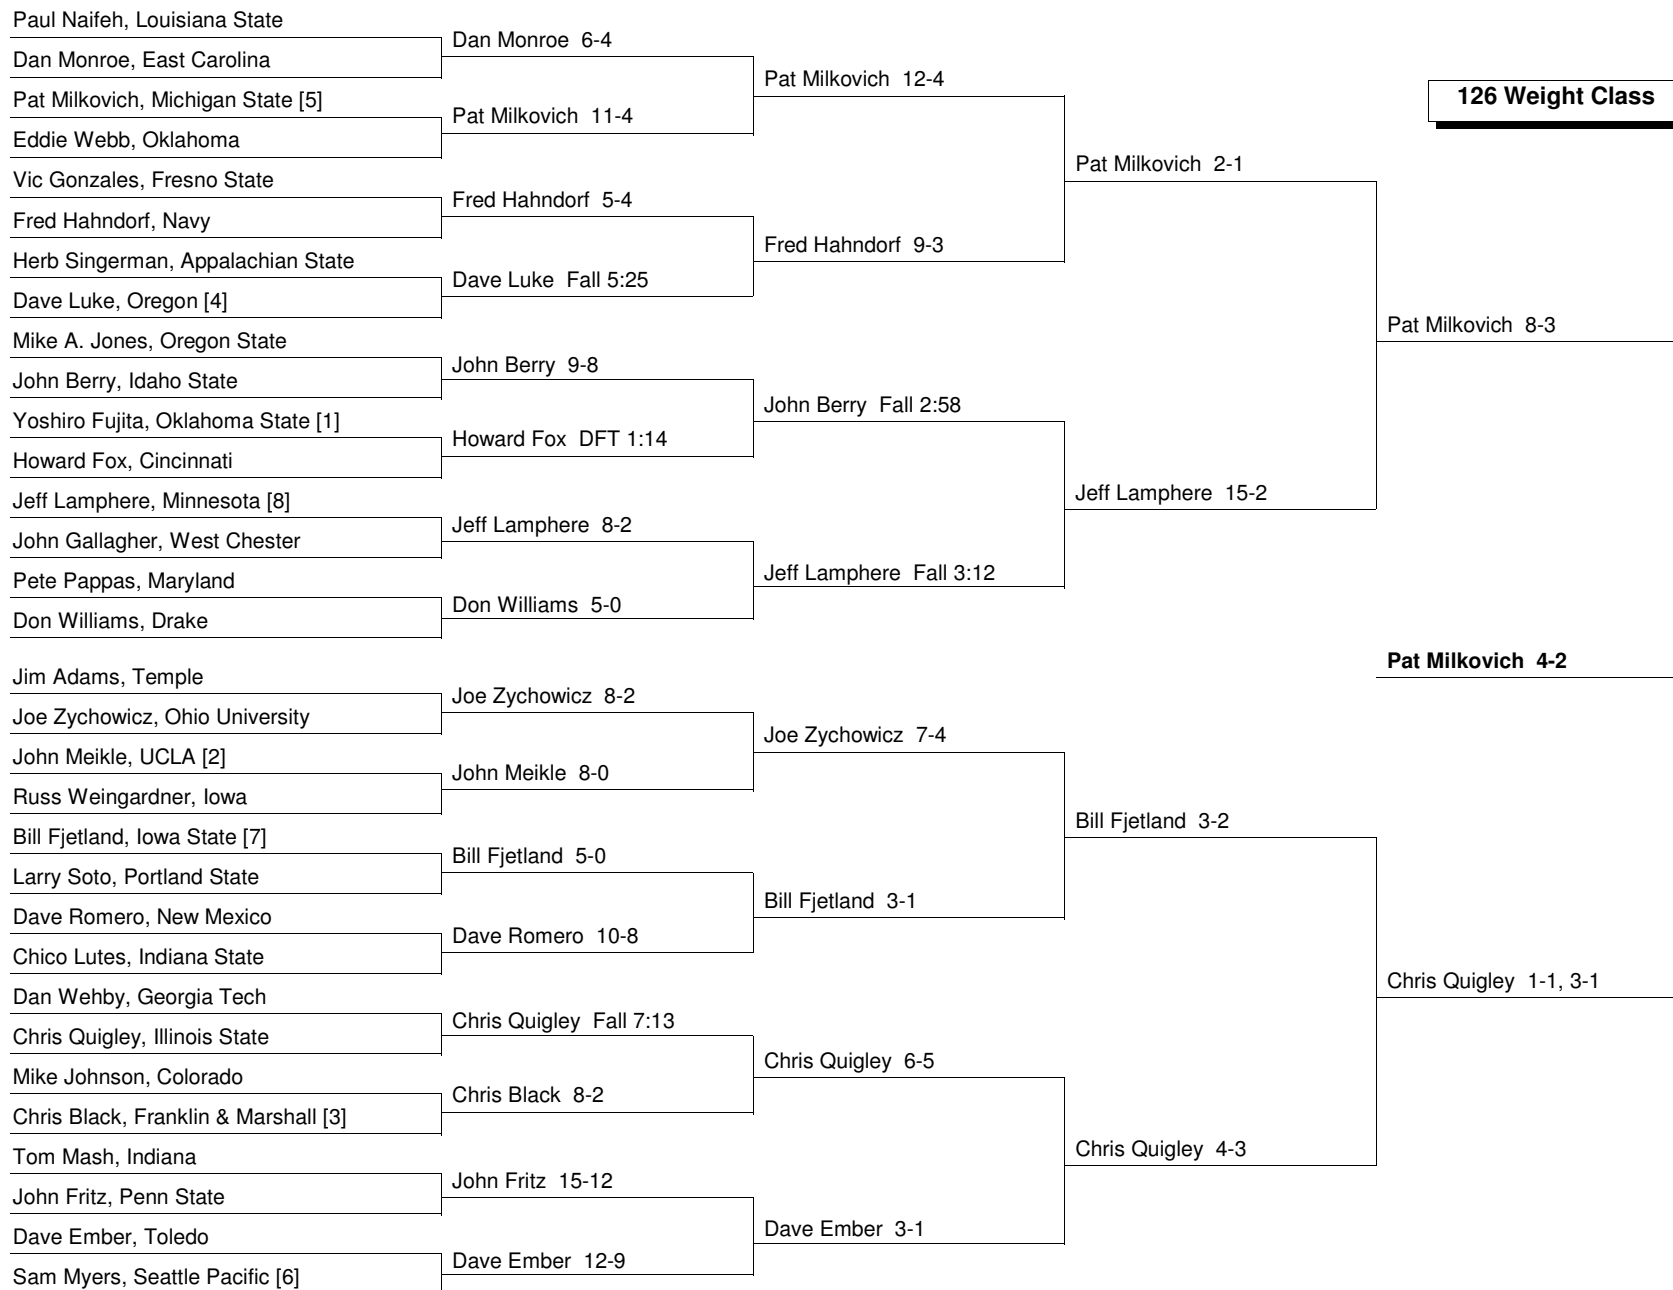 Paul Naifeh, Louisiana State
Dan Monroe, East Carolina
Pat Milkovich, Michigan State [5]
Eddie Webb, Oklahoma
Vic Gonzales, Fresno State
Fred Hahndorf, Navy
Herb Singerman, Appalachian State
Dave Luke, Oregon [4]
Mike A. Jones, Oregon State
John Berry, Idaho State
Yoshiro Fujita, Oklahoma State [1]
Howard Fox, Cincinnati
Jeff Lamphere, Minnesota [8]
John Gallagher, West Chester
Pete Pappas, Maryland
Don Williams, Drake
Jim Adams, Temple
Joe Zychowicz, Ohio University
John Meikle, UCLA [2]
Russ Weingardner, Iowa
Bill Fjetland, Iowa State [7]
Larry Soto, Portland State
Dave Romero, New Mexico
Chico Lutes, Indiana State
Dan Wehby, Georgia Tech
Chris Quigley, Illinois State
Mike Johnson, Colorado
Chris Black, Franklin & Marshall [3]
Tom Mash, Indiana
John Fritz, Penn State
Dave Ember, Toledo
Sam Myers, Seattle Pacific [6]
Dan Monroe 6-4
Pat Milkovich 11-4
Fred Hahndorf 5-4
Dave Luke Fall 5:25
John Berry 9-8
Howard Fox DFT 1:14
Jeff Lamphere 8-2
Don Williams 5-0
Joe Zychowicz 8-2
John Meikle 8-0
Bill Fjetland 5-0
Dave Romero 10-8
Chris Quigley Fall 7:13
Chris Black 8-2
John Fritz 15-12
Dave Ember 12-9
Pat Milkovich 12-4
Fred Hahndorf 9-3
John Berry Fall 2:58
Jeff Lamphere Fall 3:12
Joe Zychowicz 7-4
Bill Fjetland 3-1
Chris Quigley 6-5
Dave Ember 3-1
Pat Milkovich 2-1
Jeff Lamphere 15-2
Bill Fjetland 3-2
Chris Quigley 4-3
126 Weight Class
Pat Milkovich 8-3
Pat Milkovich 4-2
Chris Quigley 1-1, 3-1